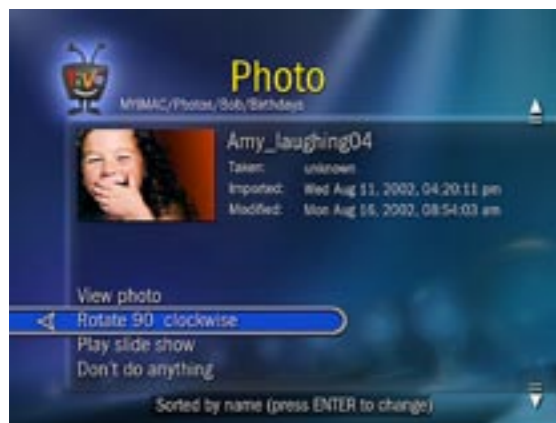 TiVo
Photo
MYIMAC/Photos/Bob/Birthdays
Amy_laughing04
Taken: unknown
Imported: Wed Aug 11, 2002, 04:20:11 pm
Modified: Mon Aug 16, 2002, 08:54:03 am
View photo
Rotate 90 clockwise
Play slide show
Don't do anything
Sorted by name (press ENTER to change)